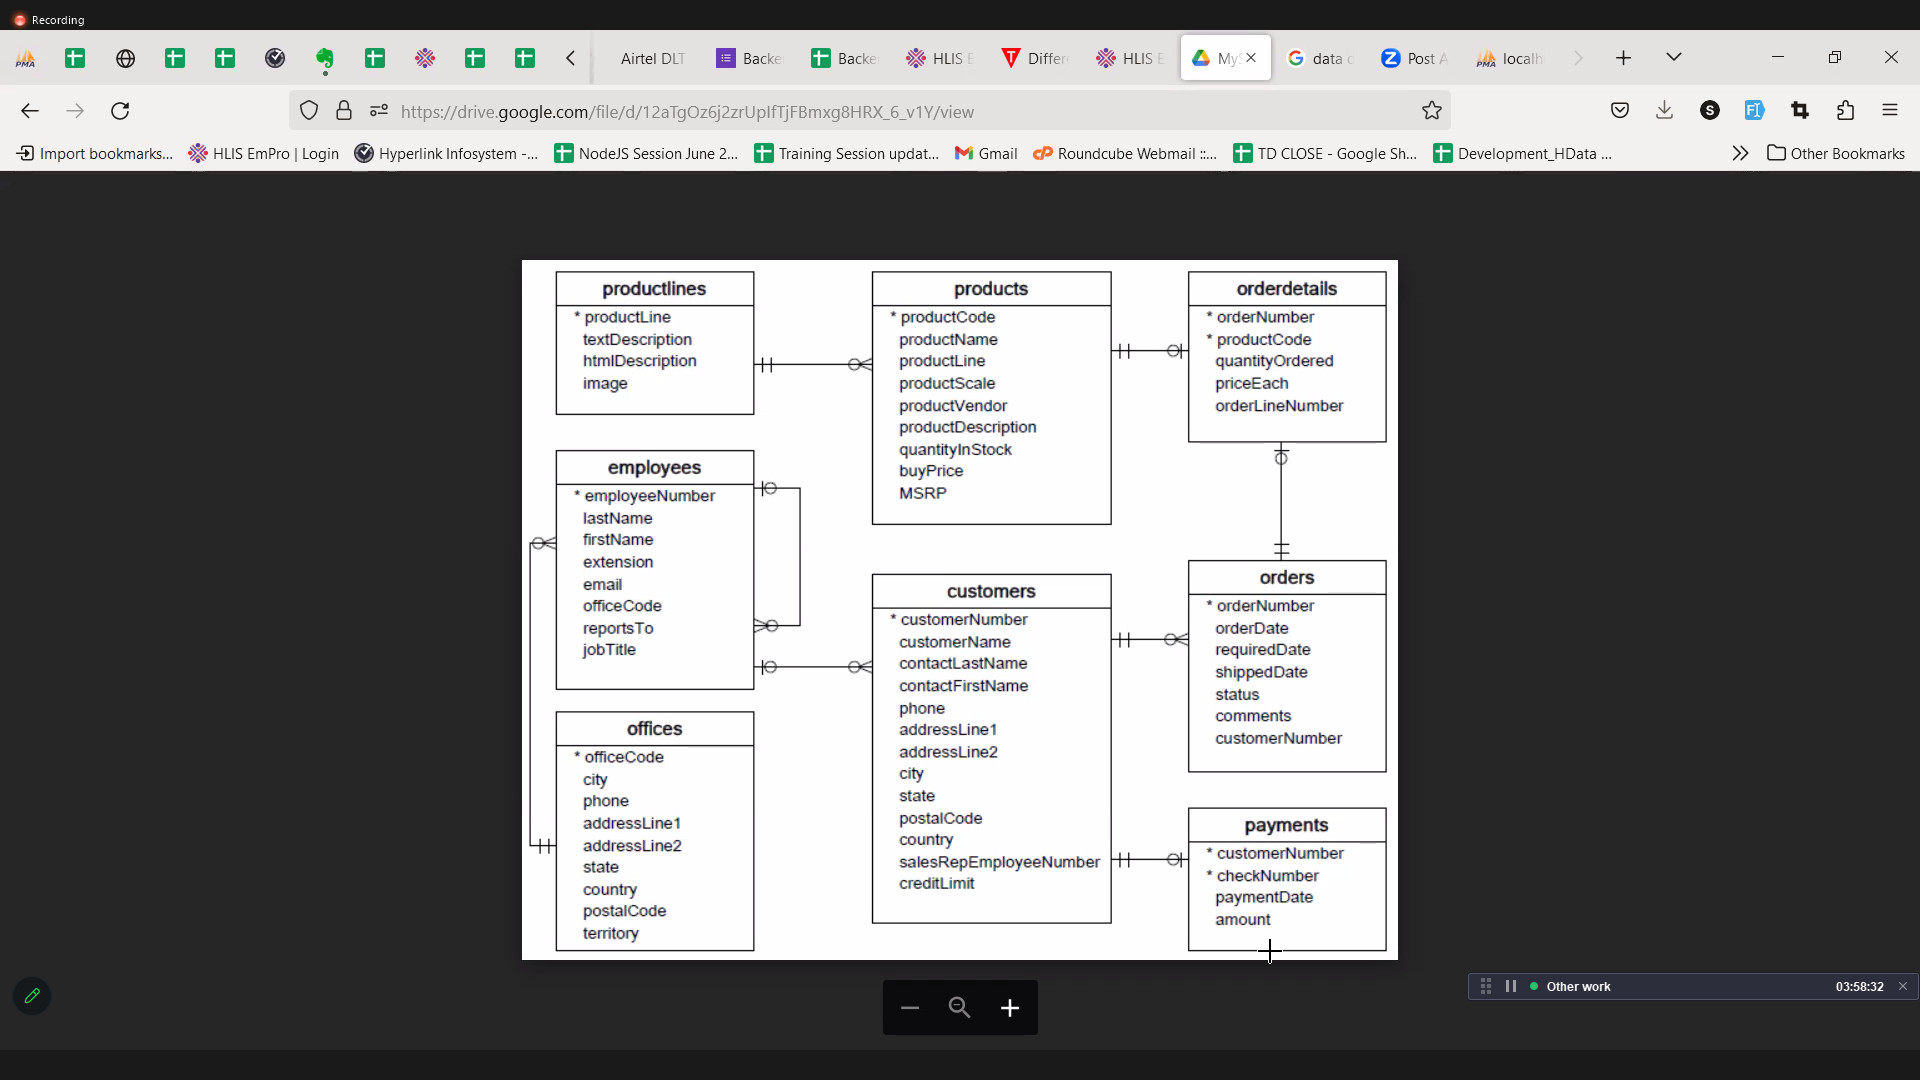 Recording
Airtel DLT
Backe
Backe
HLIS E
Differ
HLIS E
MyS
data d
Post A
localh
https://drive.google.com/file/d/12aTgOz6j2zrUpIfTjFBmxg8HRX_6_v1Y/view
Import bookmarks...
HLIS EmPro | Login
Hyperlink Infosystem -...
NodeJS Session June 2...
Training Session updat...
Gmail
Roundcube Webmail ::...
TD CLOSE - Google Sh...
Development_HData ...
Other Bookmarks
productlines
* productLine
textDescription
htmlDescription
image
products
* productCode
productName
productLine
productScale
productVendor
productDescription
quantityInStock
buyPrice
MSRP
orderdetails
* orderNumber
* productCode
quantityOrdered
priceEach
orderLineNumber
employees
* employeeNumber
lastName
firstName
extension
email
officeCode
reportsTo
jobTitle
customers
* customerNumber
customerName
contactLastName
contactFirstName
phone
addressLine1
addressLine2
city
state
postalCode
country
salesRepEmployeeNumber
creditLimit
orders
* orderNumber
orderDate
requiredDate
shippedDate
status
comments
customerNumber
offices
* officeCode
city
phone
addressLine1
addressLine2
state
country
postalCode
territory
payments
* customerNumber
* checkNumber
paymentDate
amount
Other work
03:58:32